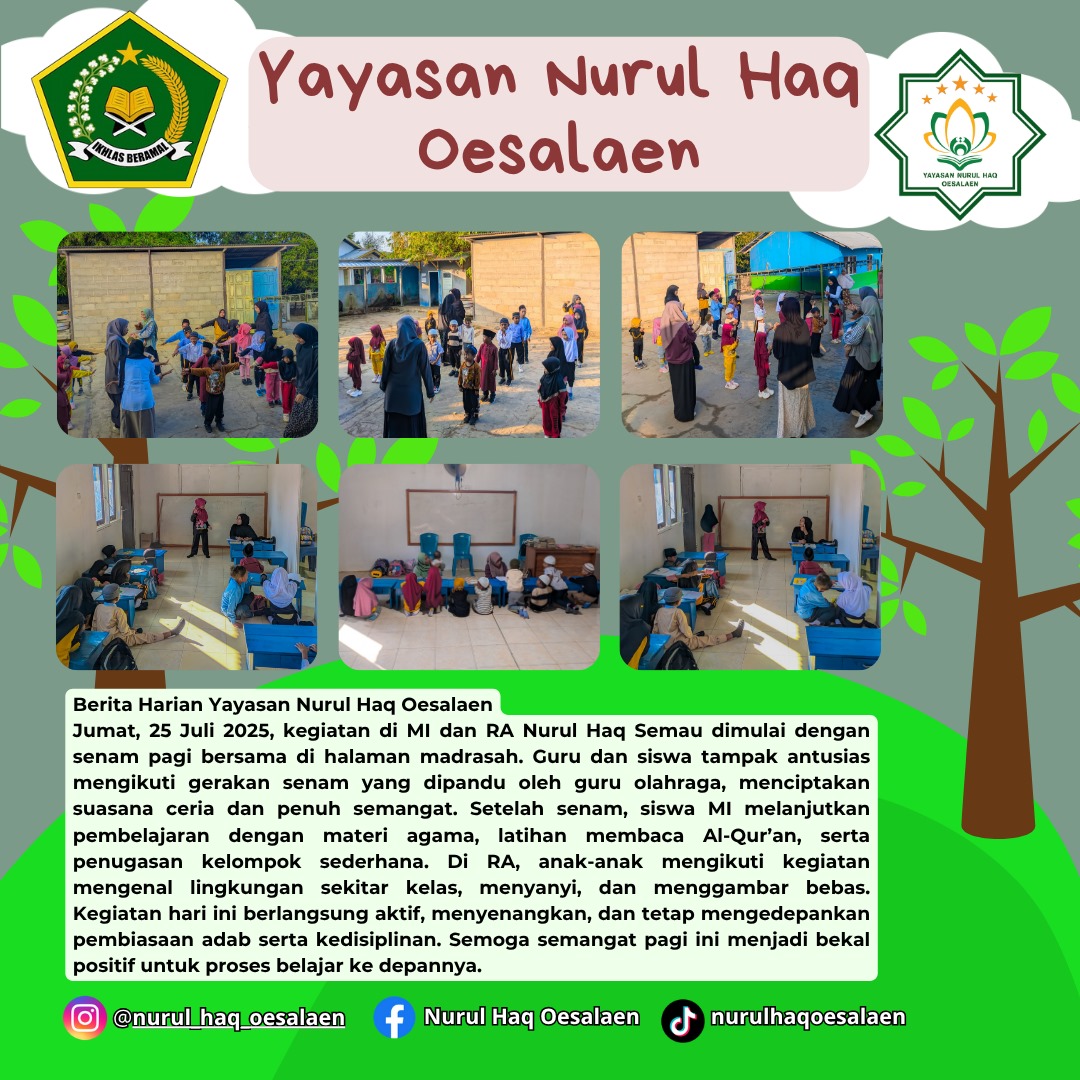 Yayasan Nurul Haq
Oesalaen
IKHLAS BERAMAL
YAYASAN NURUL HAQ
OESALAEN
Berita Harian Yayasan Nurul Haq Oesalaen
Jumat, 25 Juli 2025, kegiatan di MI dan RA Nurul Haq Semau dimulai dengan
senam pagi bersama di halaman madrasah. Guru dan siswa tampak antusias
mengikuti gerakan senam yang dipandu oleh guru olahraga, menciptakan
suasana ceria dan penuh semangat. Setelah senam, siswa MI melanjutkan
pembelajaran dengan materi agama, latihan membaca Al-Qur’an, serta
penugasan kelompok sederhana. Di RA, anak-anak mengikuti kegiatan
mengenal lingkungan sekitar kelas, menyanyi, dan menggambar bebas.
Kegiatan hari ini berlangsung aktif, menyenangkan, dan tetap mengedepankan
pembiasaan adab serta kedisiplinan. Semoga semangat pagi ini menjadi bekal
positif untuk proses belajar ke depannya.
@nurul_haq_oesalaen
Nurul Haq Oesalaen
nurulhaqoesalaen